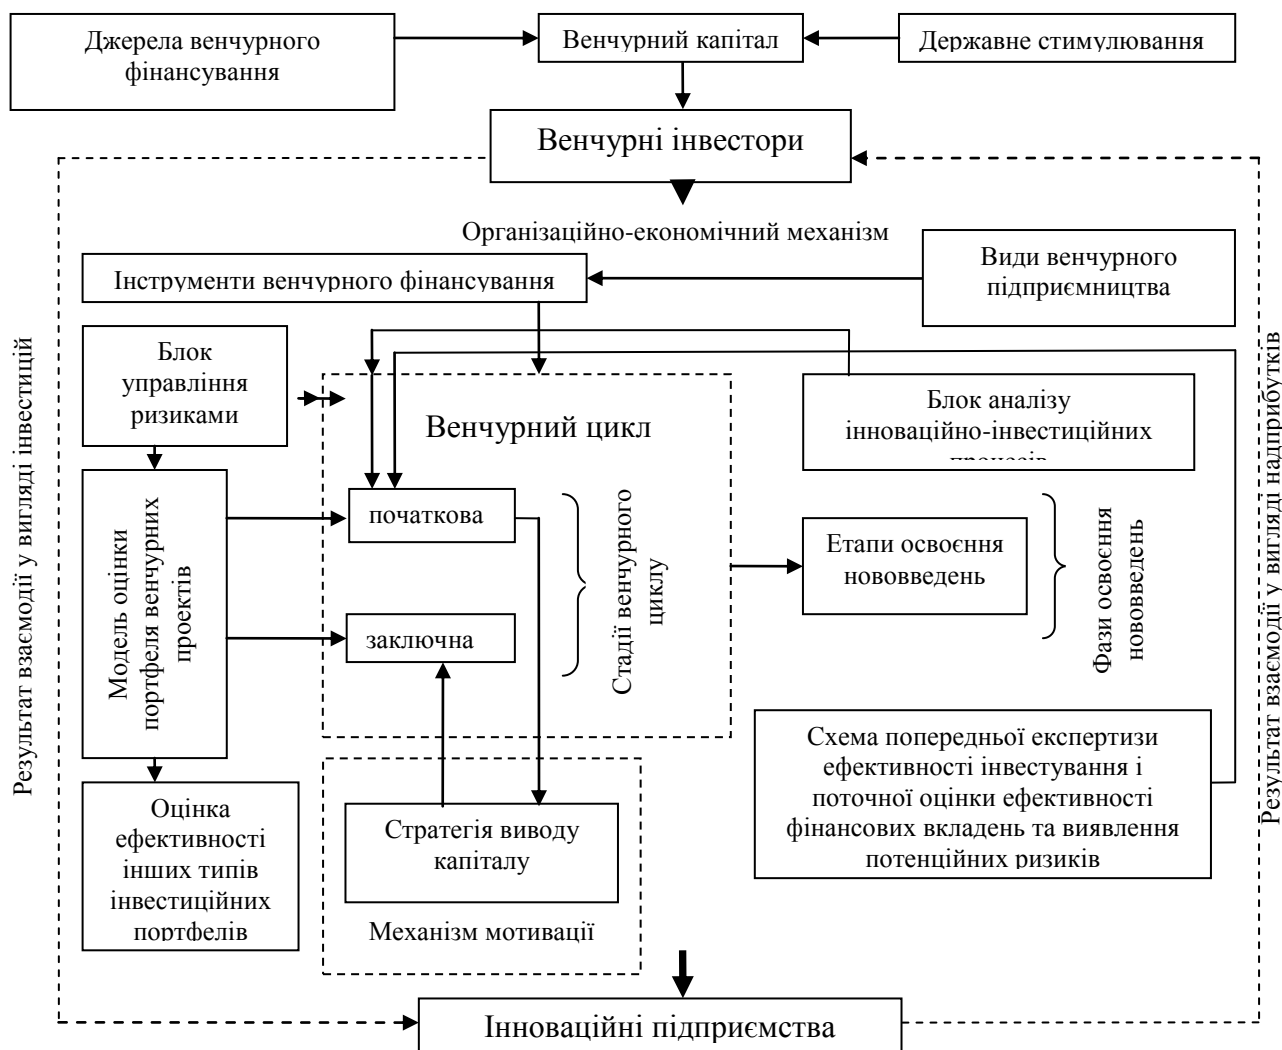 Джерела венчурного
фінансування
Венчурний капітал
Державне стимулювання
Венчурні інвестори
Організаційно-економічний механізм
Інструменти венчурного фінансування
Види венчурного
підприємництва
Результат взаємодії у вигляді інвестицій
Блок
управління
ризиками
Венчурний цикл
Блок аналізу
інноваційно-інвестиційних
процесів
Результат взаємодії у вигляді надприбутків
Модель оцінки
портфеля венчурних
проектів
початкова
заключна
Стадії венчурного
циклу
Етапи освоєння
нововведень
Фази освоєння
нововведень
Оцінка
ефективності
інших типів
інвестиційних
портфелів
Стратегія виводу
капіталу
Механізм мотивації
Схема попередньої експертизи
ефективності інвестування і
поточної оцінки ефективності
фінансових вкладень та виявлення
потенційних ризиків
Інноваційні підприємства